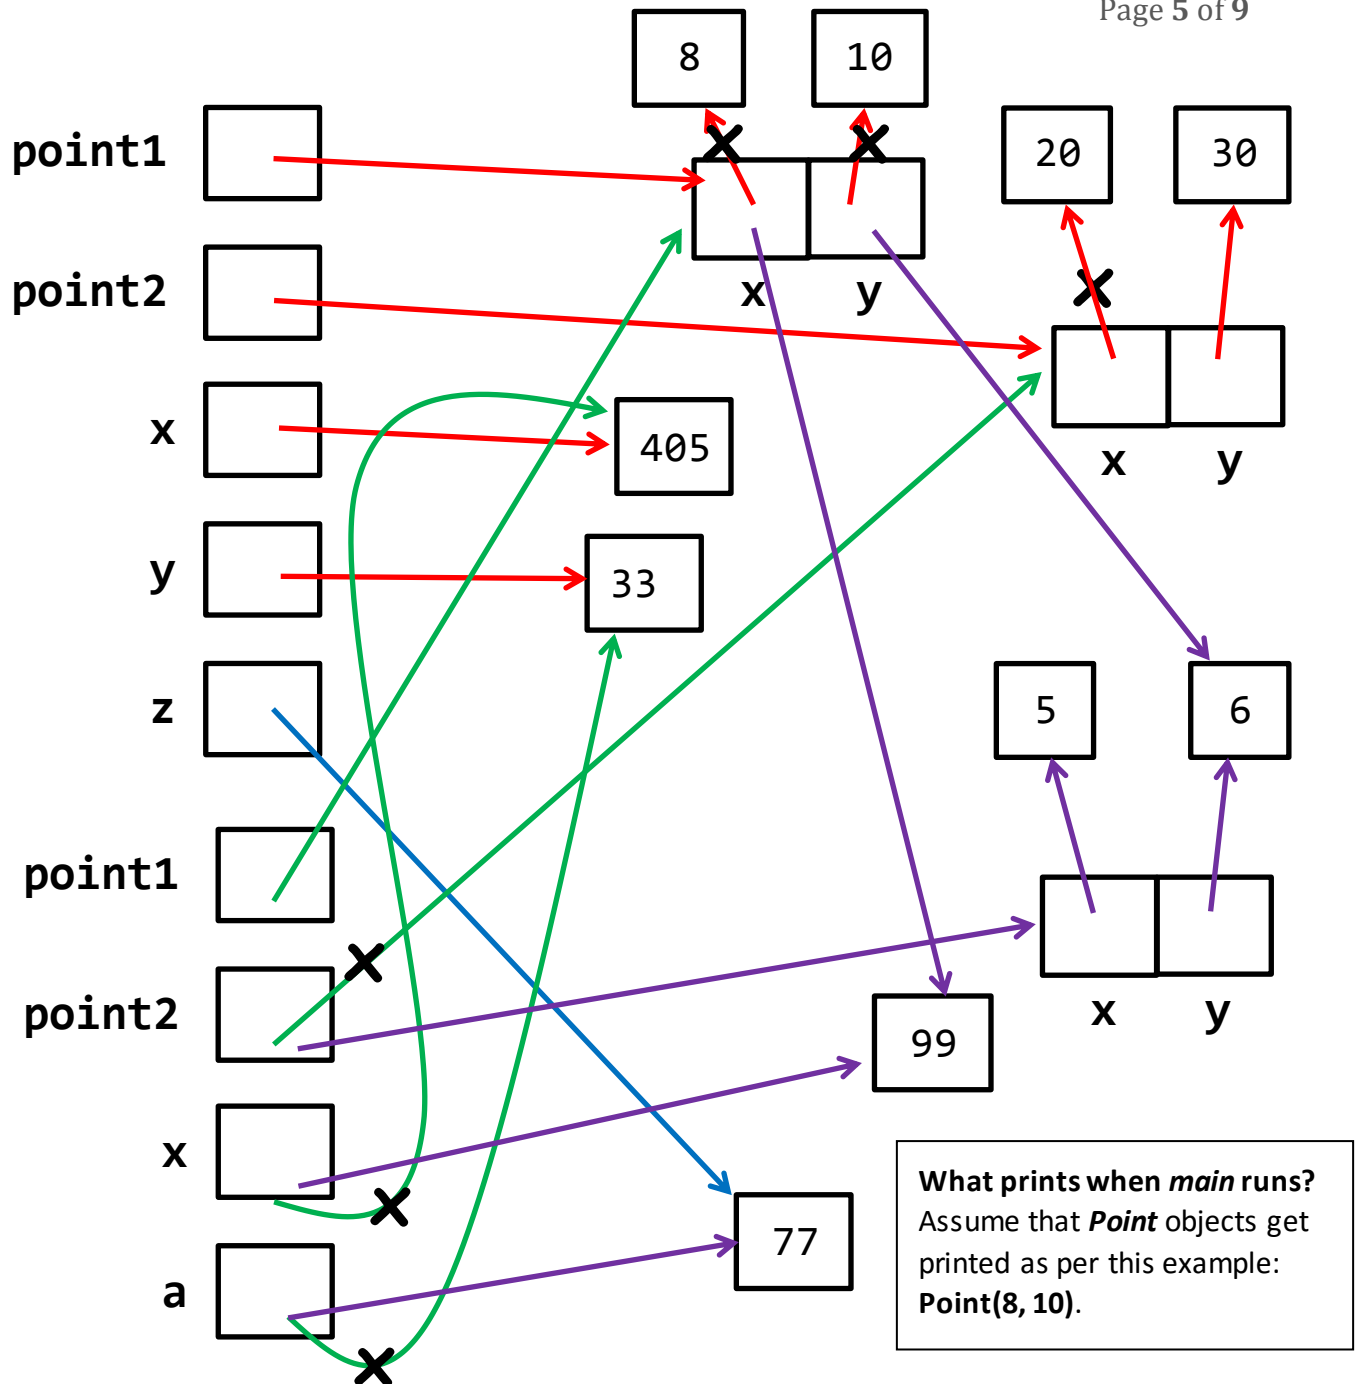 Page 5 of 9
8
10
point1
20
30
point2
x
y
x
405
x
y
y
33
z
5
6
point1
point2
x
y
99
x
What prints when main runs?
Assume that Point objects get
printed as per this example:
Point(8, 10).
77
a